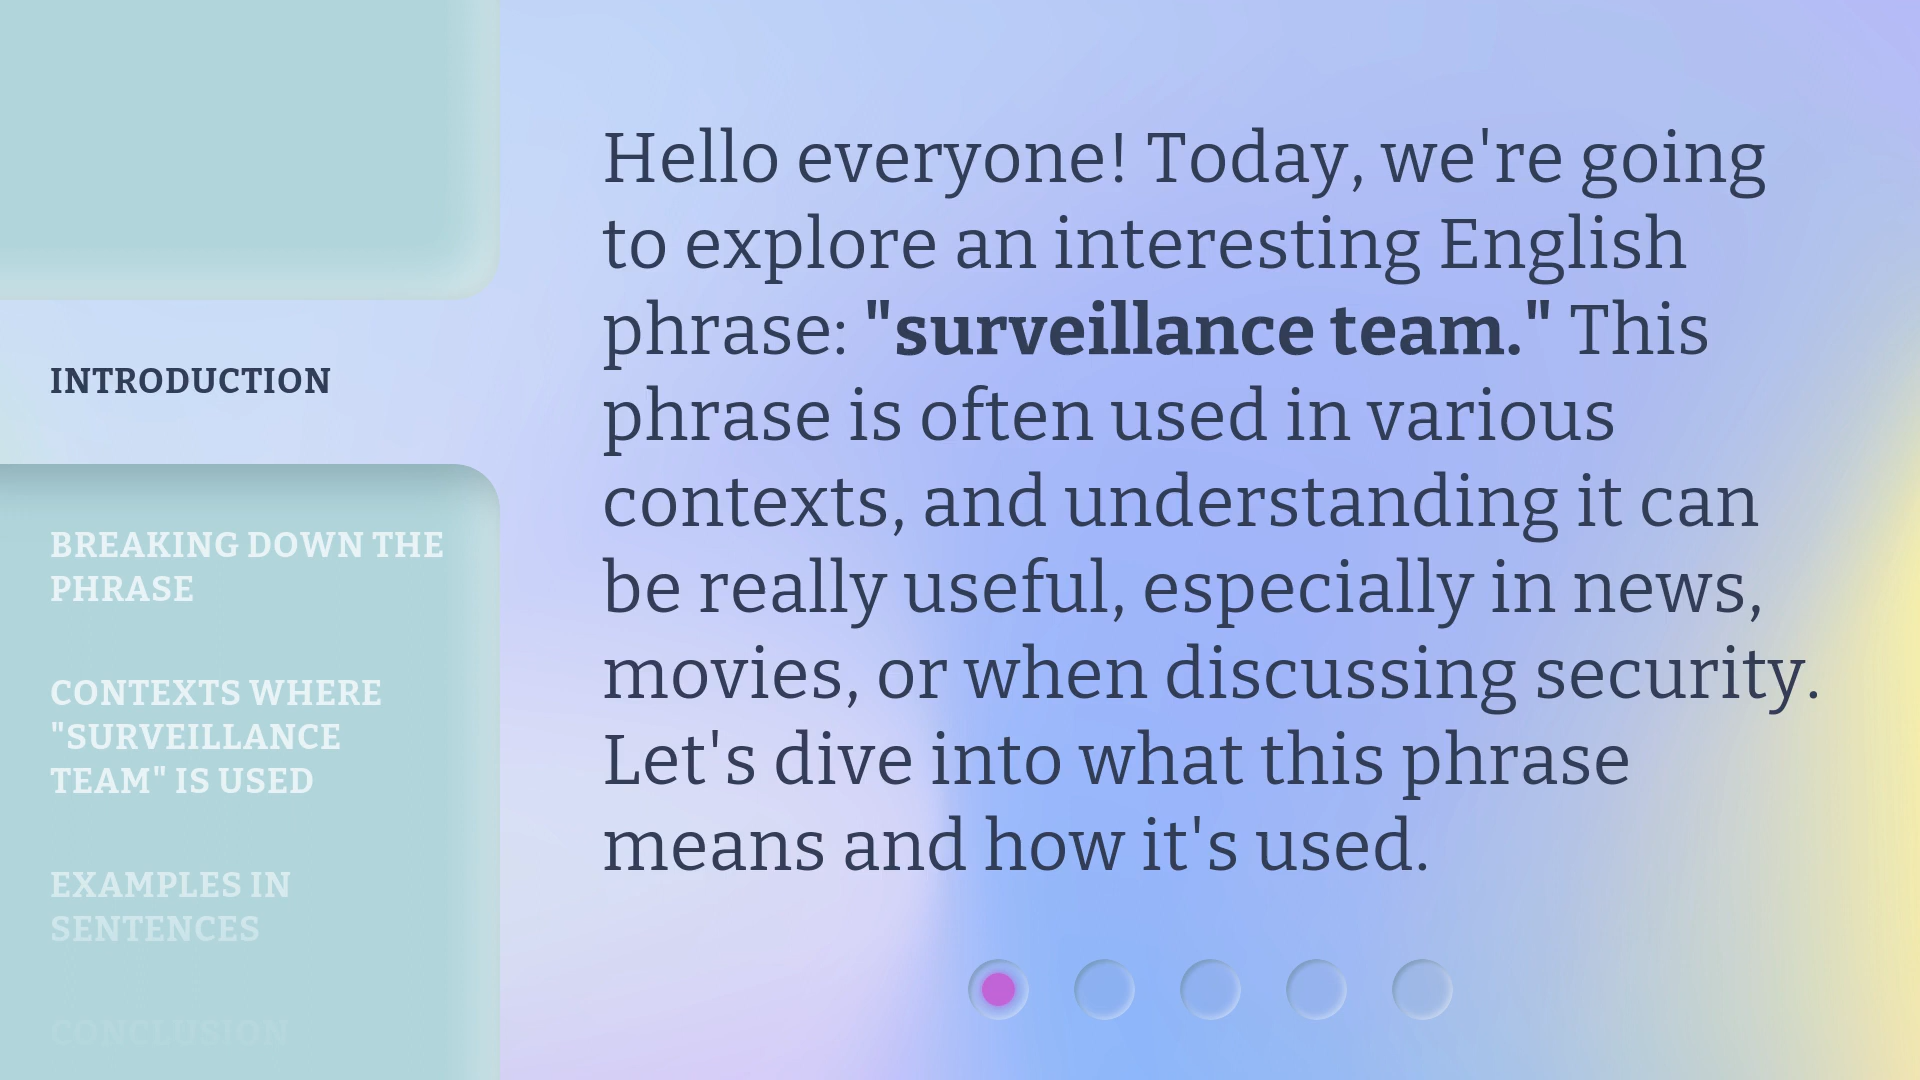 INTRODUCTION
BREAKING DOWN THE
PHRASE
CONTEXTS WHERE
"SURVEILLANCE
TEAM" IS USED
EXAMPLES IN
SENTENCES
CONCLUSION
Hello everyone! Today, we're going
to explore an interesting English
phrase: "surveillance team." This
phrase is often used in various
contexts, and understanding it can
be really useful, especially in news,
movies, or when discussing security.
Let's dive into what this phrase
means and how it's used.